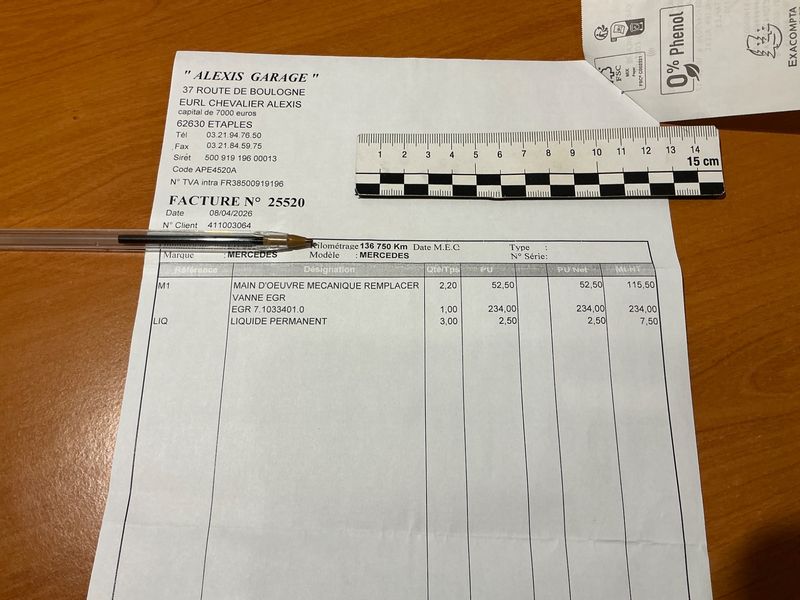 " ALEXIS GARAGE "
37 ROUTE DE BOULOGNE
EURL CHEVALIER ALEXIS
capital de 7000 euros
62630 ETAPLES
Tél 03.21.94.76.50
Fax 03.21.84.59.75
Siret 500 919 196 00013
Code APE4520A
N° TVA intra FR38500919196
FACTURE N° 25520
Date 08/04/2026
N° Client 411003064
Kilométrage 136 750 Km Date M.E.C Type :
Marque : MERCEDES Modèle : MERCEDES N° Série:
Référence Désignation Qté/Tps PU PU Net Mt HT
M1 MAIN D'OEUVRE MECANIQUE REMPLACER 2,20 52,50 52,50 115,50
VANNE EGR
EGR 7.1033401.0 1,00 234,00 234,00 234,00
LIQ LIQUIDE PERMANENT 3,00 2,50 2,50 7,50
1 2 3 4 5 6 7 8 9 10 11 12 13 14
15 cm
FSC
MIX
0% Phenol
EXACOMPTA